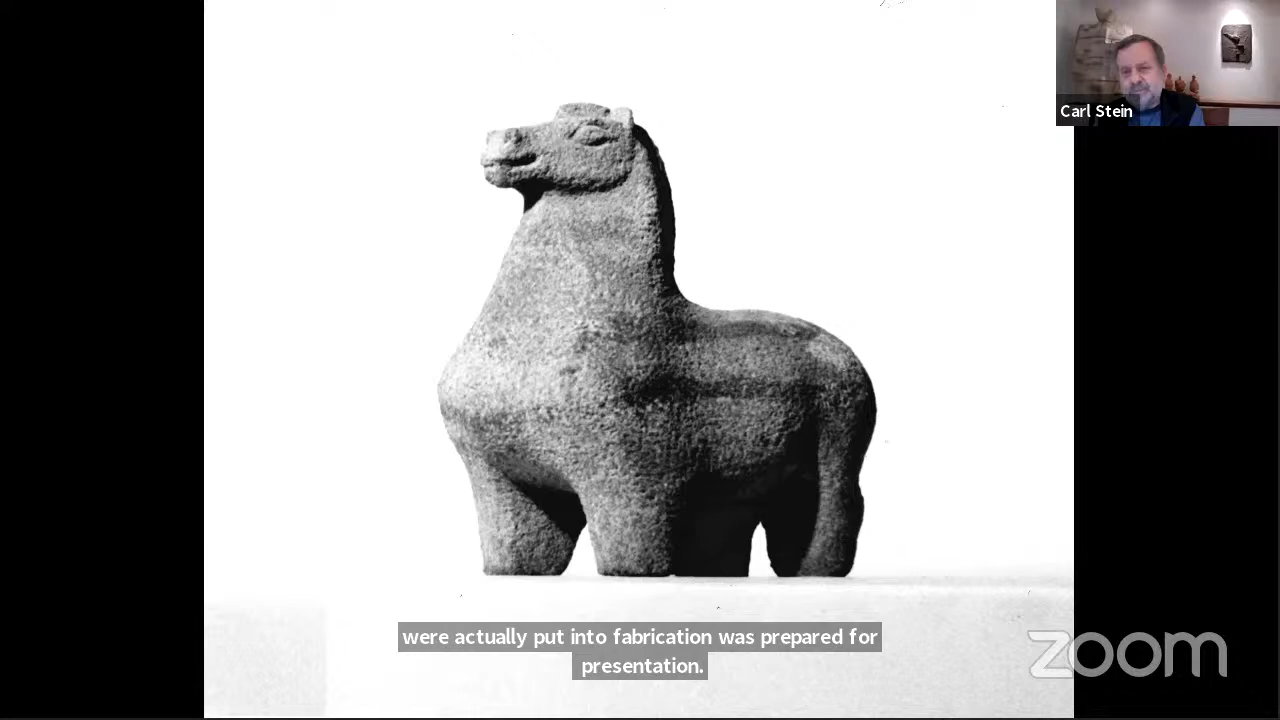 Carl Stein
were actually put into fabrication was prepared for
presentation.
zoom